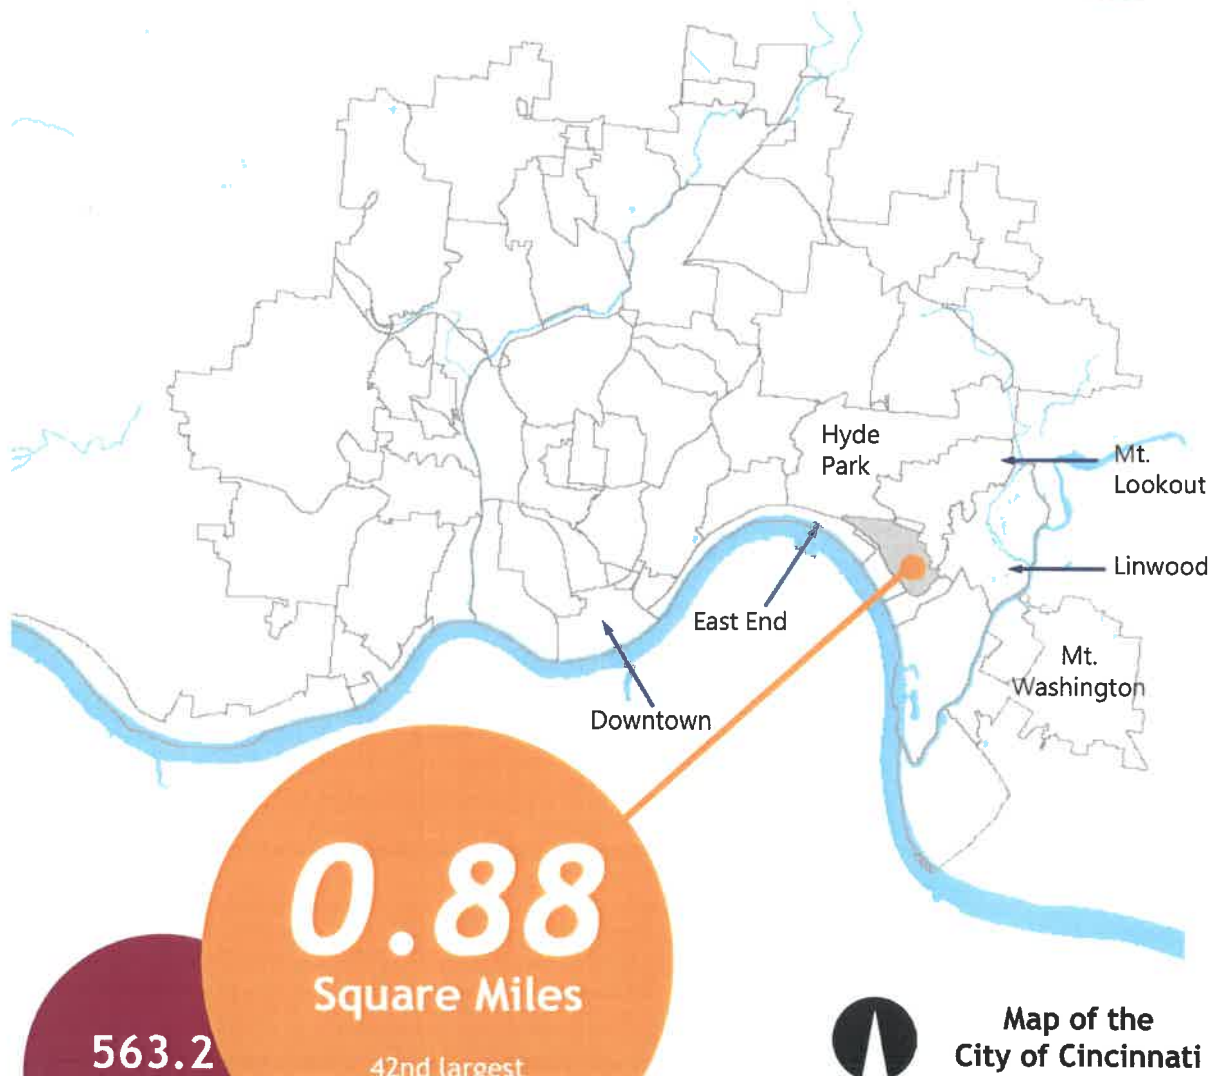 Hyde
Park
Mt.
Lookout
Linwood
East End
Mt.
Washington
Downtown
0.88
Square Miles
563.2
42nd largest
Map of the
City of Cincinnati